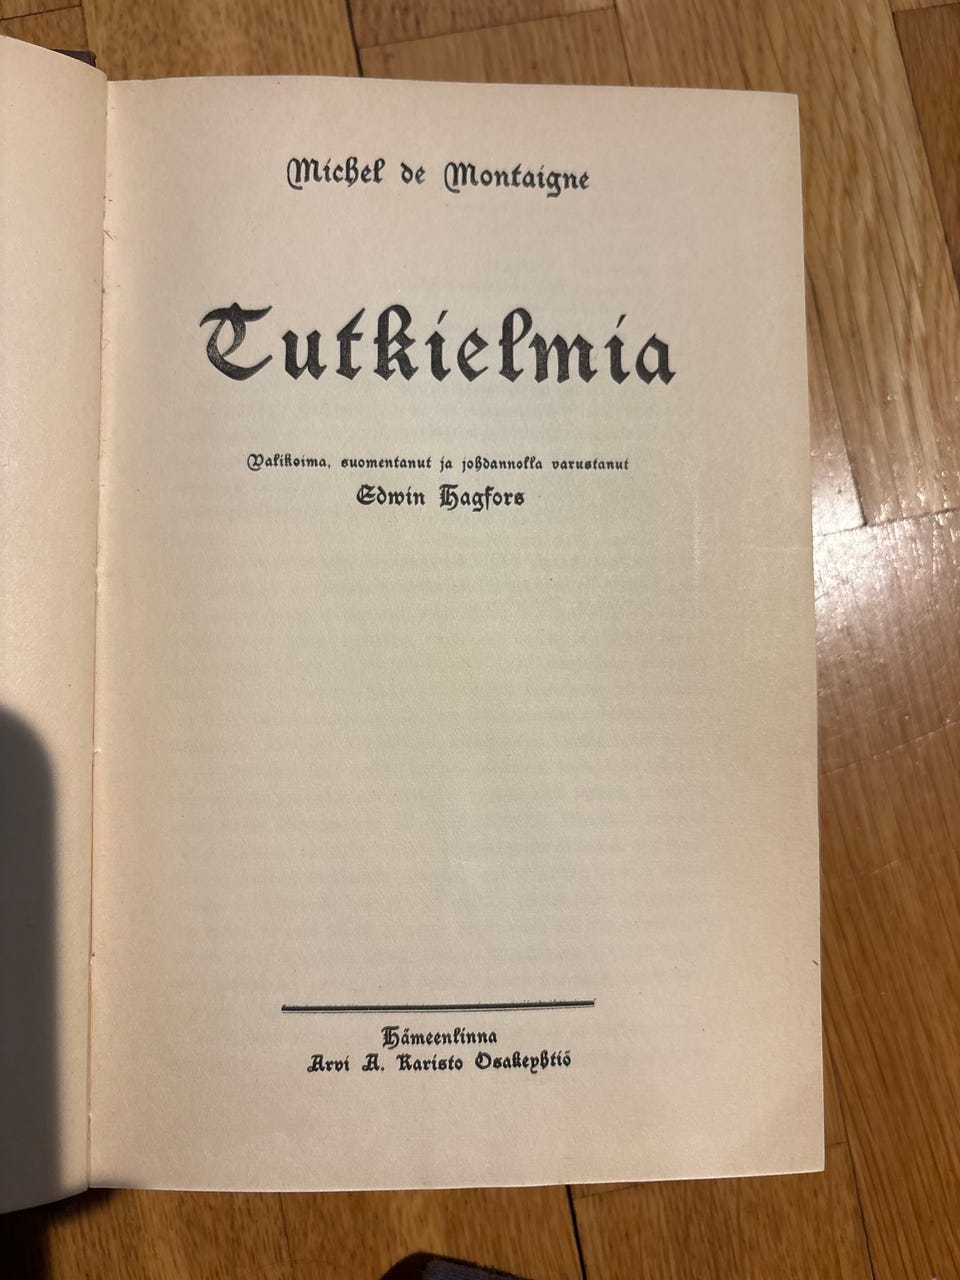 Michel de Montaigne
Tutkielmia
Valikoima, suomentanut ja johdannolla varustanut
Edwin Hagfors
Hämeenlinna
Arvi A. Karisto Osakeyhtiö